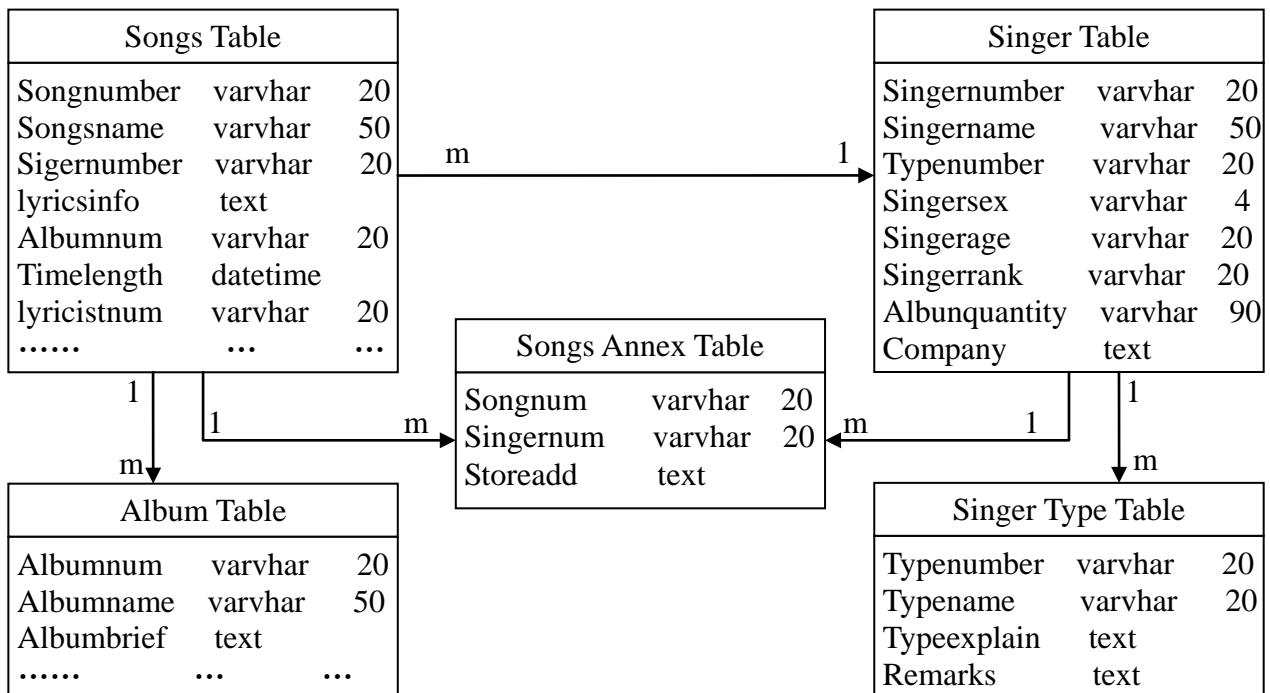 Songs Table
Songnumber varvhar 20
Songsname varvhar 50
Sigernumber varvhar 20
lyricsinfo text
Albumnum varvhar 20
Timelength datetime
lyricistnum varvhar 20
...... ... ...
Singer Table
Singernumber varvhar 20
Singername varvhar 50
Typenumber varvhar 20
Singersex varvhar 4
Singerage varvhar 20
Singerrank varvhar 20
Albunquantity varvhar 90
Company text
m 1
Songs Annex Table
Songnum varvhar 20
Singernum varvhar 20
Storeadd text
1 m
1 m
m 1
1 m
Album Table
Albumnum varvhar 20
Albumname varvhar 50
Albumbrief text
...... ... ...
Singer Type Table
Typenumber varvhar 20
Typename varvhar 20
Typeexplain text
Remarks text